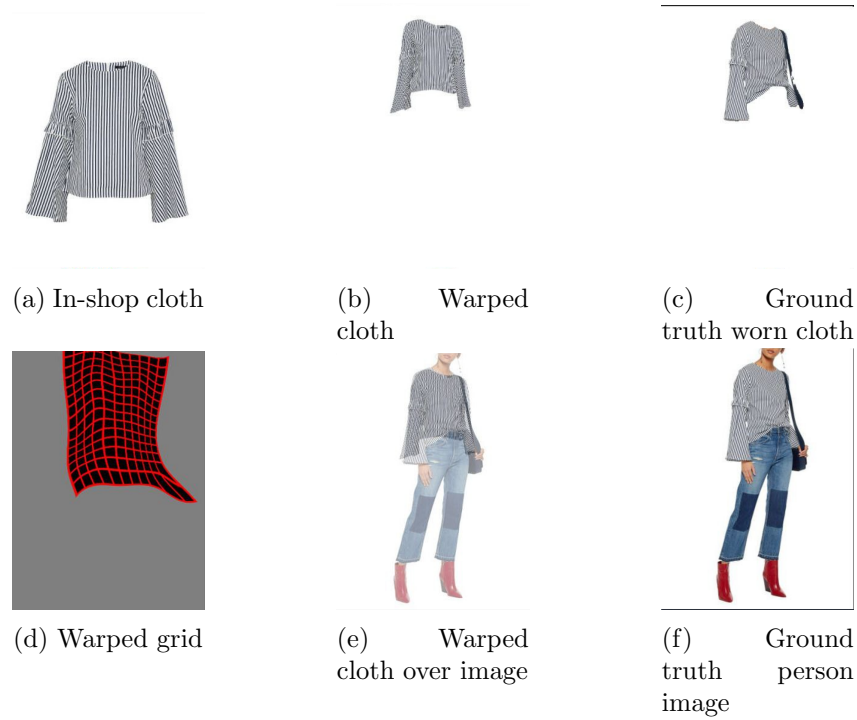 (a) In-shop cloth
(b) Warped
cloth
(c) Ground
truth worn cloth
(d) Warped grid
(e) Warped
cloth over image
(f) Ground
truth person
image